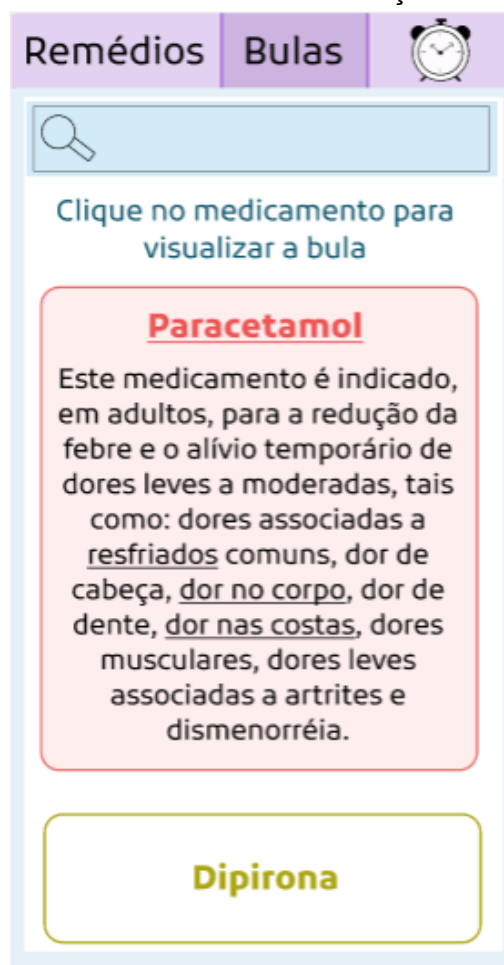 Remédios Bulas
Clique no medicamento para
visualizar a bula
Paracetamol
Este medicamento é indicado,
em adultos, para a redução da
febre e o alívio temporário de
dores leves a moderadas, tais
como: dores associadas a
resfriados comuns, dor de
cabeça, dor no corpo, dor de
dente, dor nas costas, dores
musculares, dores leves
associadas a artrites e
dismenorréia.
Dipirona